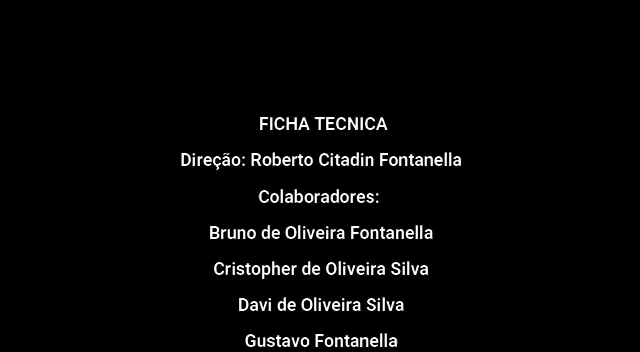 FICHA TECNICA
Direção: Roberto Citadin Fontanella
Colaboradores:
Bruno de Oliveira Fontanella
Cristopher de Oliveira Silva
Davi de Oliveira Silva
Gustavo Fontanella